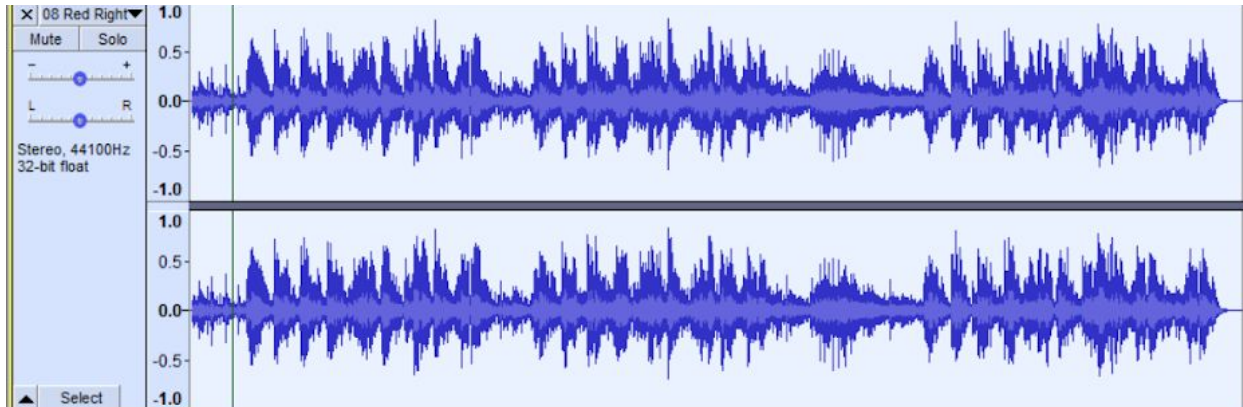 × 08 Red Right▼
Mute Solo
- +
L R
Stereo, 44100Hz
32-bit float
▲ Select
1.0
0.5
0.0
-0.5
-1.0
1.0
0.5
0.0
-0.5
-1.0